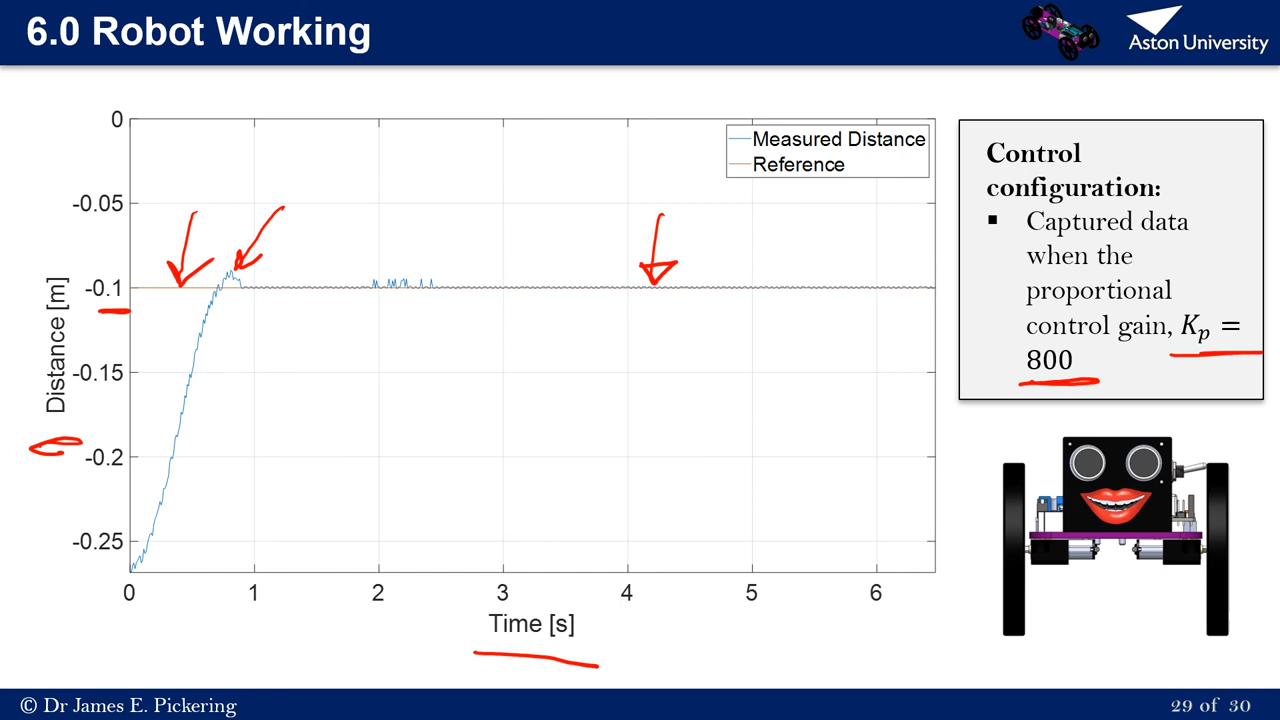 6.0 Robot Working
Aston University
0
-0.05
-0.1
-0.15
-0.2
-0.25
Distance [m]
0 1 2 3 4 5 6
Time [s]
Measured Distance
Reference
Control
configuration:
▪ Captured data
when the
proportional
control gain, Kₚ =
800
© Dr James E. Pickering
29 of 30